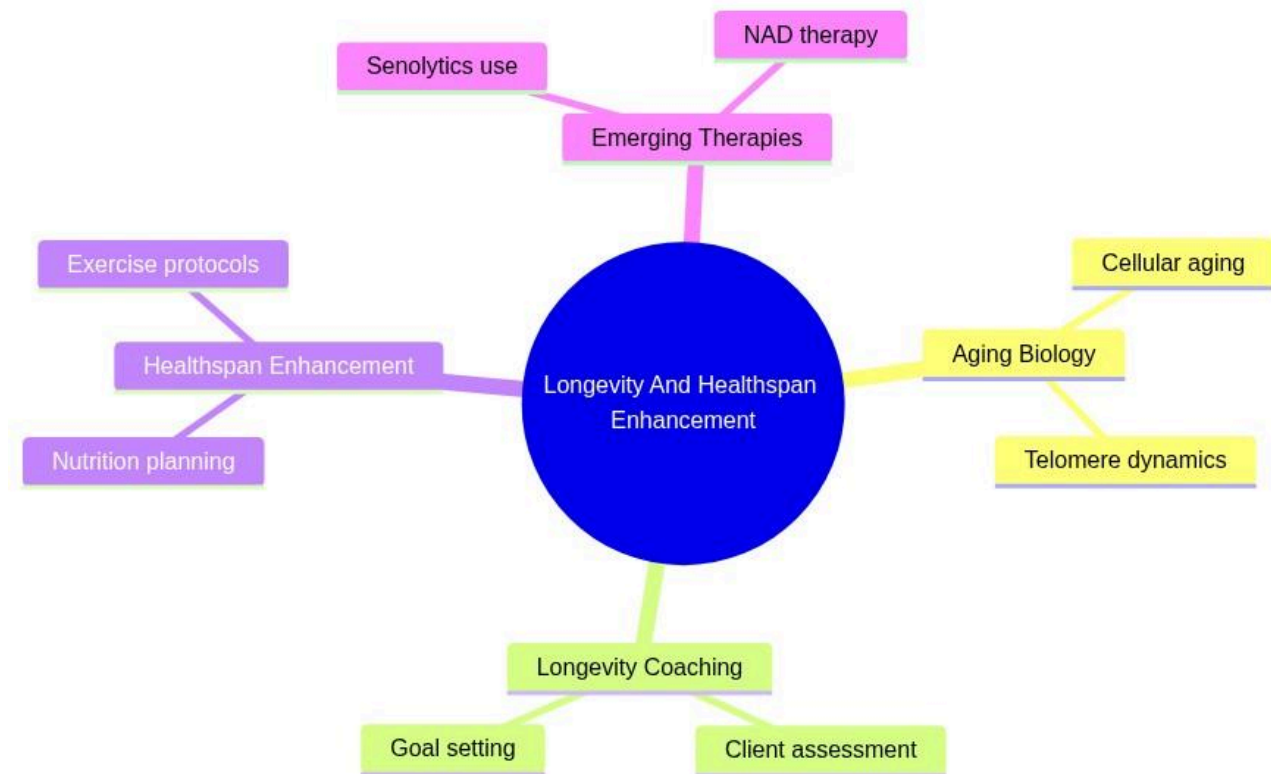 NAD therapy
Senolytics use
Emerging Therapies
Exercise protocols
Healthspan Enhancement
Nutrition planning
Longevity And Healthspan
Enhancement
Cellular aging
Aging Biology
Telomere dynamics
Longevity Coaching
Goal setting
Client assessment